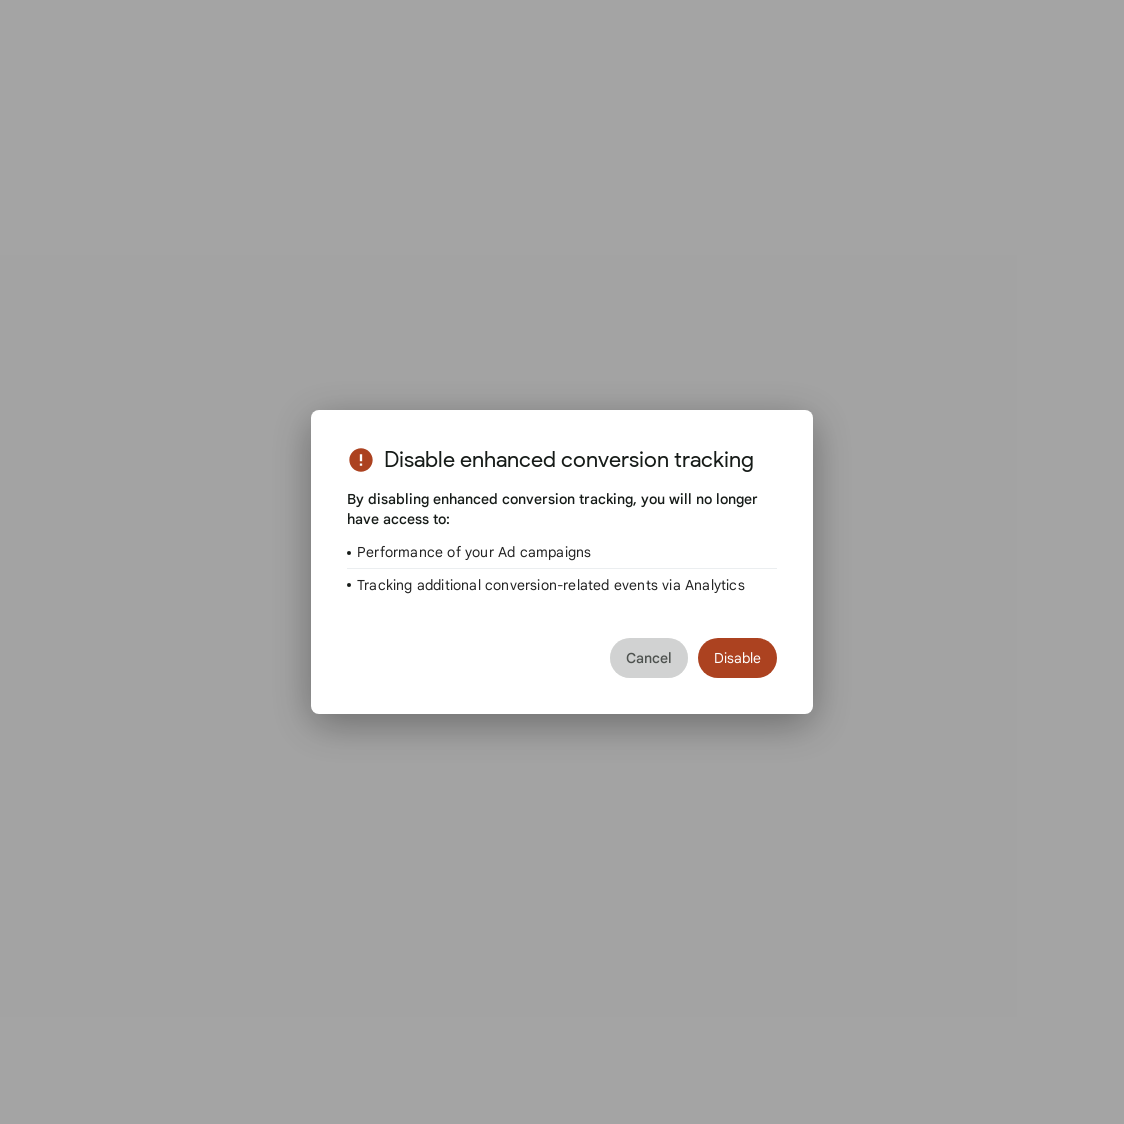 Disable enhanced conversion tracking
By disabling enhanced conversion tracking, you will no longer
have access to:
• Performance of your Ad campaigns
• Tracking additional conversion-related events via Analytics
Cancel Disable